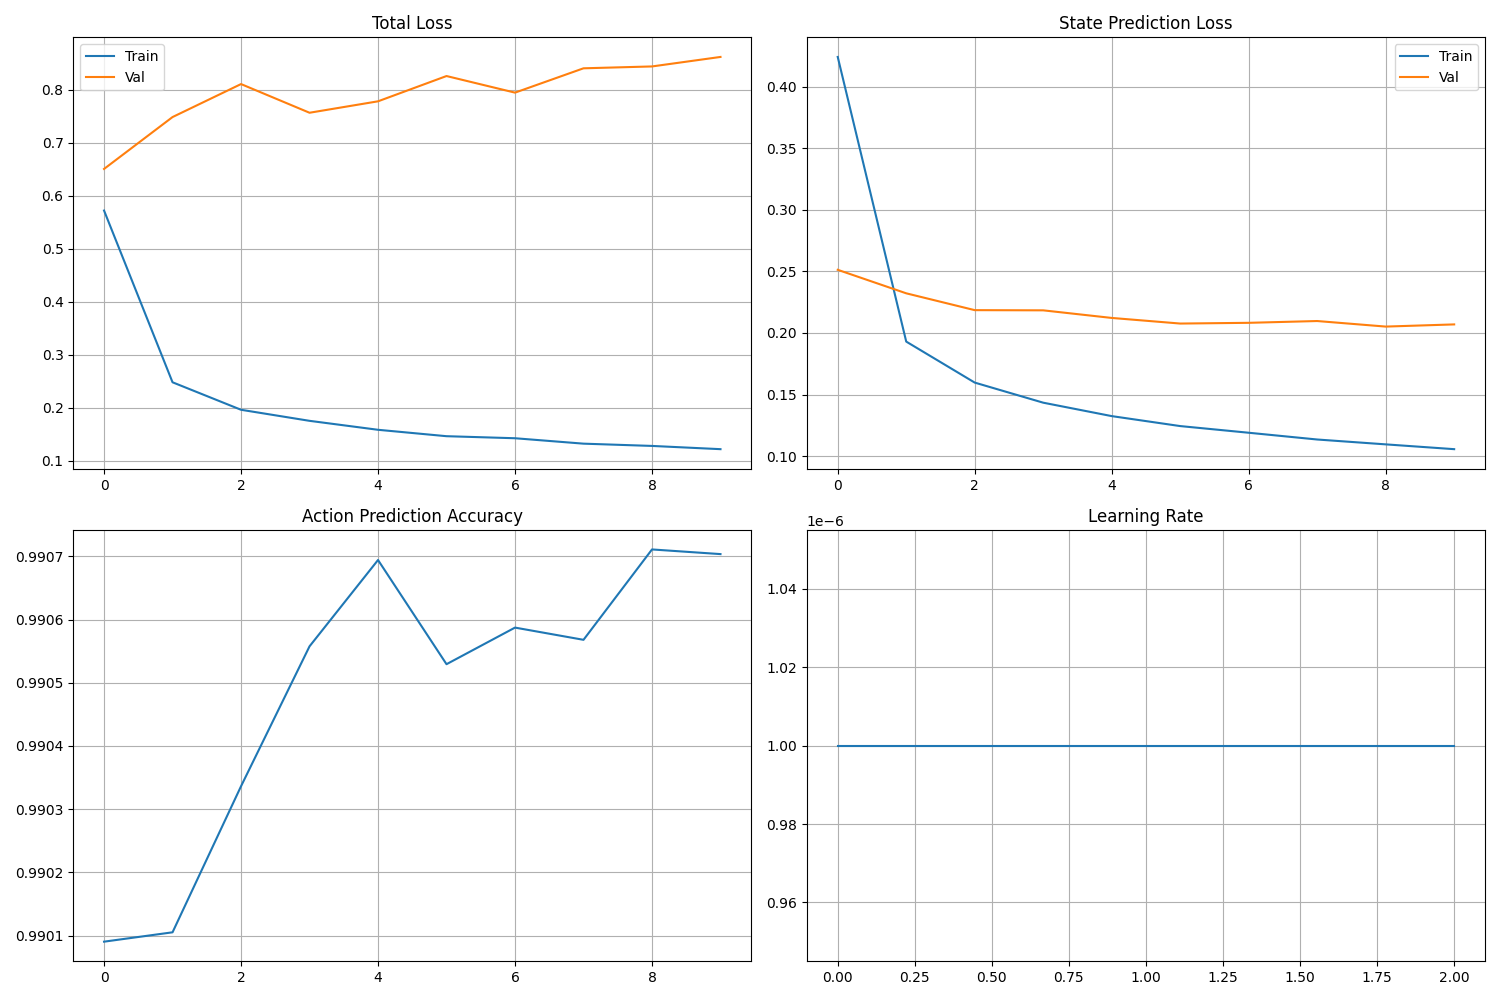 Total Loss
Train
Val
0.8
0.7
0.6
0.5
0.4
0.3
0.2
0.1
0 2 4 6 8
State Prediction Loss
Train
Val
0.40
0.35
0.30
0.25
0.20
0.15
0.10
0 2 4 6 8
Action Prediction Accuracy
0.9907
0.9906
0.9905
0.9904
0.9903
0.9902
0.9901
0 2 4 6 8
Learning Rate
1e−6
1.04
1.02
1.00
0.98
0.96
0.00 0.25 0.50 0.75 1.00 1.25 1.50 1.75 2.00